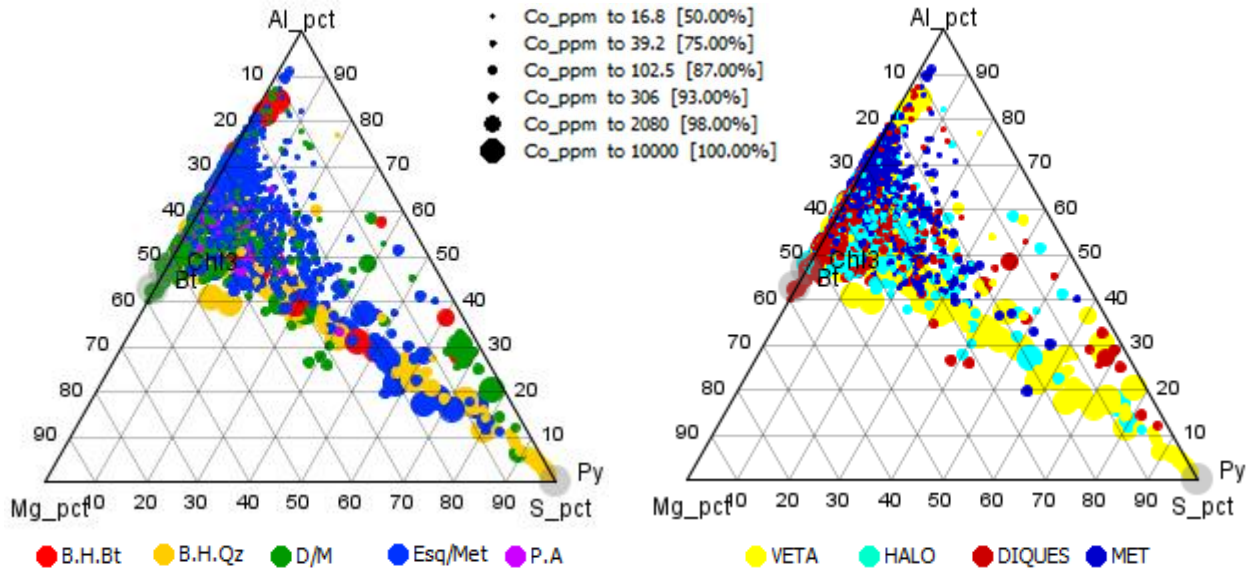 Al_pct
10 90
20 80
30 70
40 60
50 50
60 40
70 30
80 20
90 10
Chl3
Bt
Py
Mg_pct 10 20 30 40 50 60 70 80 90 S_pct
B.H.Bt B.H.Qz D/M Esq/Met P.A
Co_ppm to 16.8 [50.00%]
Co_ppm to 39.2 [75.00%]
Co_ppm to 102.5 [87.00%]
Co_ppm to 306 [93.00%]
Co_ppm to 2080 [98.00%]
Co_ppm to 10000 [100.00%]
Al_pct
10 90
20 80
30 70
40 60
50 50
60 40
70 30
80 20
90 10
Chl3
Bt
Py
Mg_pct 10 20 30 40 50 60 70 80 90 S_pct
VETA HALO DIQUES MET